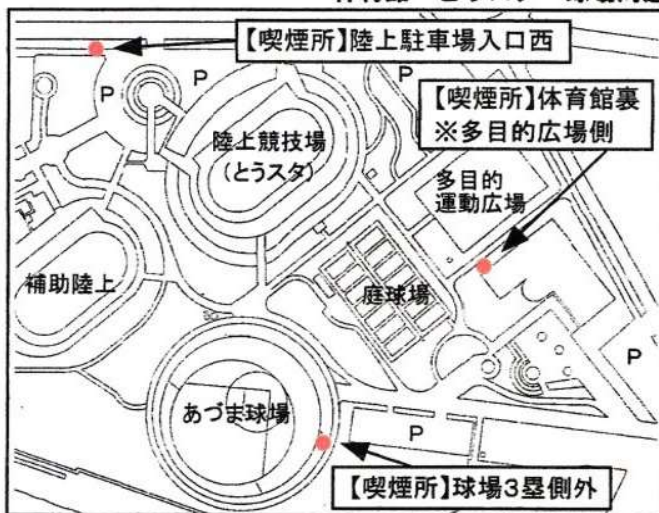 【喫煙所】陸上駐車場入口西
P
P
P
【喫煙所】体育館裏
※多目的広場側
陸上競技場
(とうスタ)
多目的
運動広場
補助陸上
庭球場
P
あづま球場
P
【喫煙所】球場3塁側外